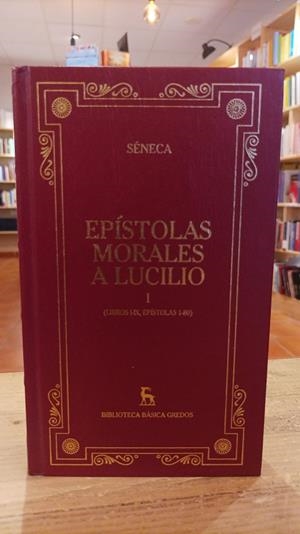 SÉNECA
EPÍSTOLAS
MORALES
A LUCILIO
I
(LIBROS I-IX, EPÍSTOLAS 1-80)
BIBLIOTECA BÁSICA GREDOS